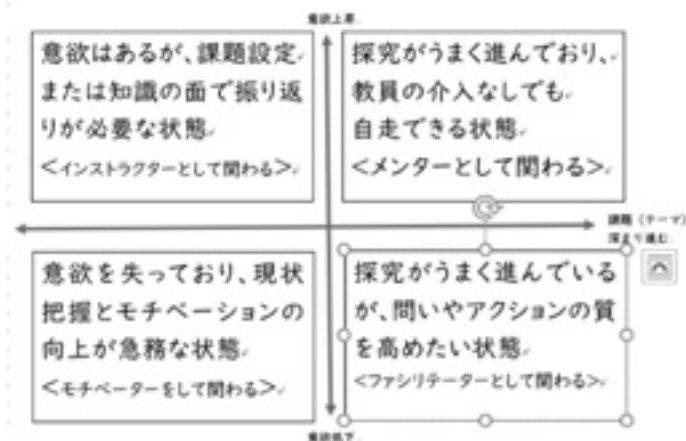 意欲上昇
意欲はあるが、課題設定
または知識の面で振り返
りが必要な状態
<インストラクターとして関わる>
探究がうまく進んでおり、
教員の介入なしでも
自走できる状態
<メンターとして関わる>
課題（テーマ）
深まり進む
意欲を失っており、現状
把握とモチベーションの
向上が急務な状態
<モチベーターをして関わる>
探究がうまく進んでいる
が、問いやアクションの質
を高めたい状態
<ファシリテーターとして関わる>
意欲低下